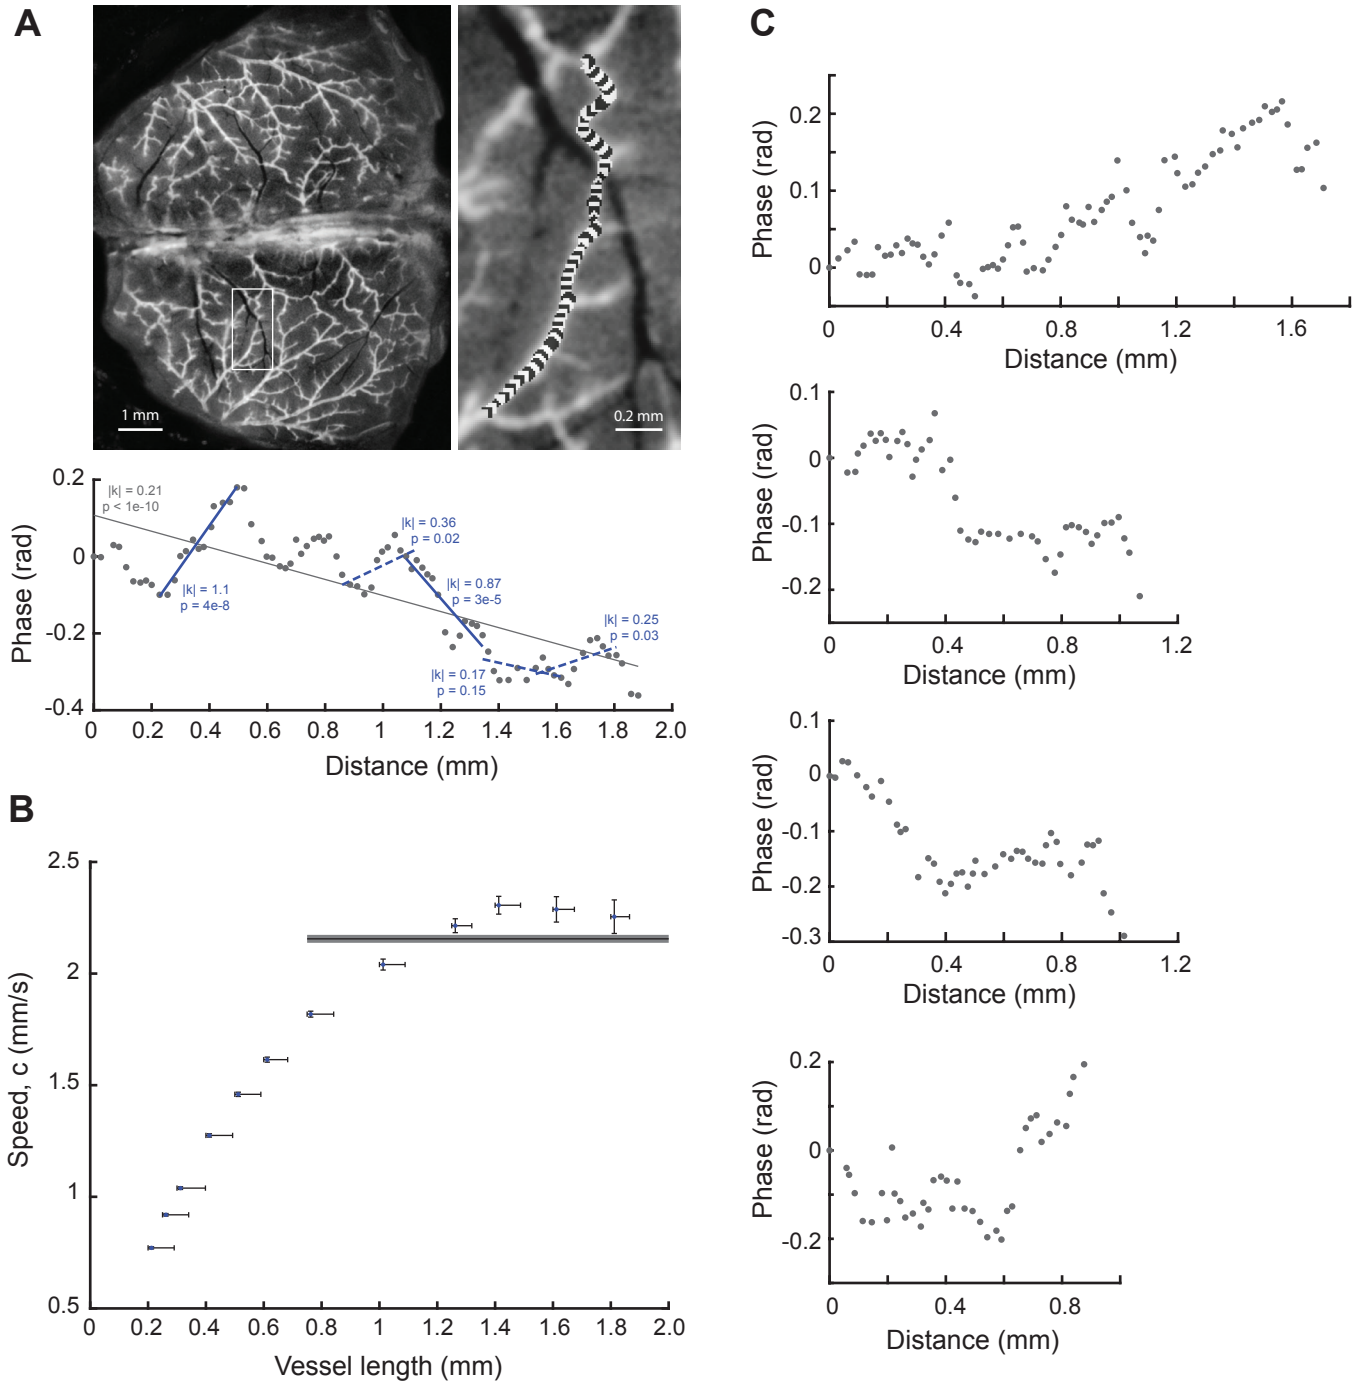 A
1 mm
0.2 mm
0.2
0
-0.2
-0.4
Phase (rad)
|k| = 0.21
p < 1e-10
|k| = 1.1
p = 4e-8
|k| = 0.36
p = 0.02
|k| = 0.87
p = 3e-5
|k| = 0.17
p = 0.15
|k| = 0.25
p = 0.03
0 0.2 0.4 0.6 0.8 1 1.2 1.4 1.6 1.8 2.0
Distance (mm)
B
2.5
2
1.5
1
0.5
Speed, c (mm/s)
0 0.2 0.4 0.6 0.8 1 1.2 1.4 1.6 1.8 2.0
Vessel length (mm)
C
0.2
0.1
0
Phase (rad)
0 0.4 0.8 1.2 1.6
Distance (mm)
0.1
0
-0.1
-0.2
Phase (rad)
0 0.4 0.8 1.2
Distance (mm)
0.1
0
-0.1
-0.2
-0.3
Phase (rad)
0 0.4 0.8 1.2
Distance (mm)
0.2
0
-0.2
Phase (rad)
0 0.4 0.8
Distance (mm)